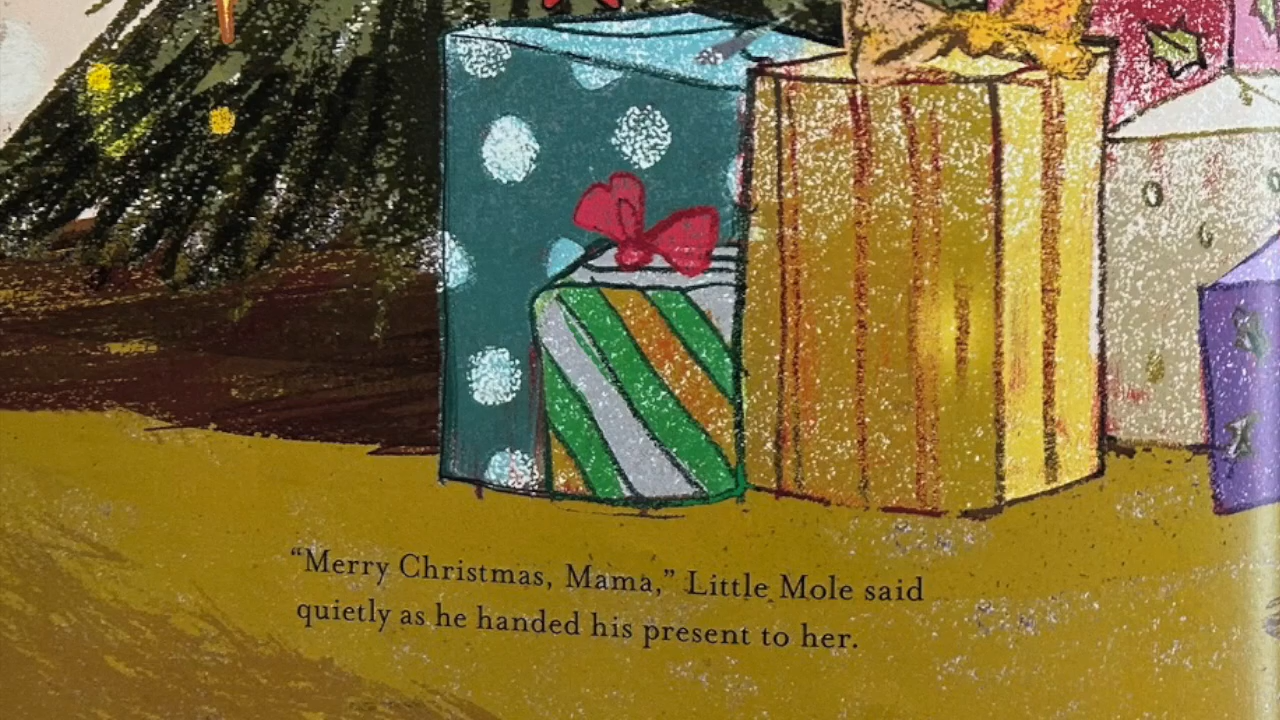 “Merry Christmas, Mama,” Little Mole said
quietly as he handed his present to her.